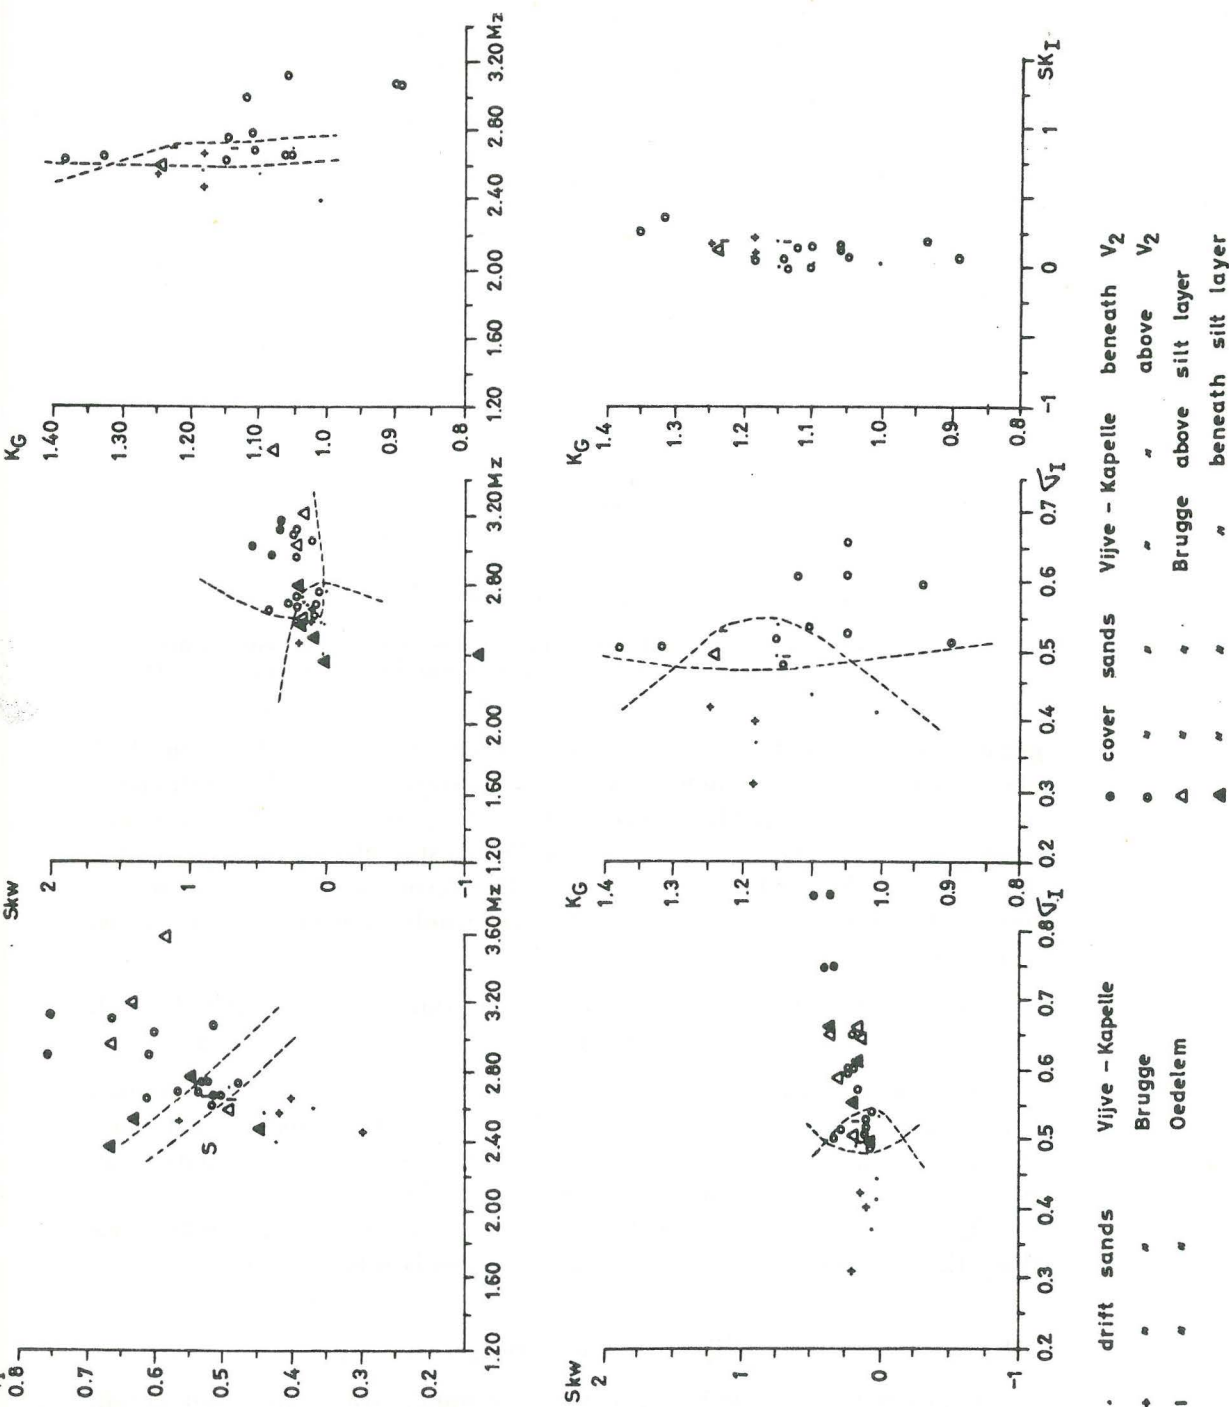 0.8
0.7
0.6
0.5
S
0.4
0.2
1.20 1.60 2.00 2.40 2.80 3.20 3.60 Mz
Skw
2
1
0
-1
1.20 1.60 2.00 2.40 2.80 3.20 Mz
KG
1.40
1.30
1.20
1.10
1.0
0.9
0.8
1.20 1.60 2.00 2.40 2.80 3.20 Mz
Skw
2
1
0
-1
0.2 0.3 0.4 0.5 0.6 0.7 0.8 σI
KG
1.4
1.3
1.2
1.1
1.0
0.9
0.8
0.2 0.3 0.4 0.5 0.6 0.7 σI
KG
1.4
1.3
1.2
1.1
1.0
0.9
0.8
-1 0 1 SKI
. drift sands Vijve - Kapelle
+ " " Brugge
ı " " Oedelem
● cover sands Vijve - Kapelle beneath V2
○ " " " above V2
△ " " Brugge above silt layer
▲ " " " beneath silt layer